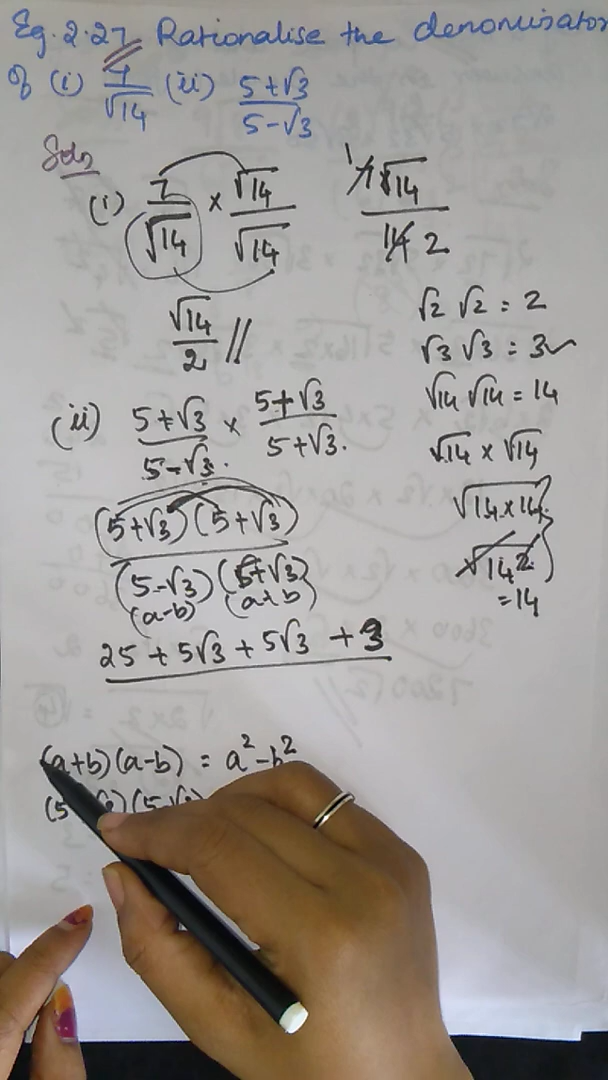 Eg. 2.27 Rationalise the denominator
of (i) 7/√14 (ii) 5+√3/5-√3
Soln
(i) 7/√14 × √14/√14
1 7√14/14 2
√14/2 //
√2 √2 = 2
√3 √3 = 3
√14 √14 = 14
√14 × √14
√14×14
√14²
=14
(ii) 5+√3/5-√3 × 5+√3/5+√3.
(5+√3)(5+√3)
(5-√3)(5+√3)
(a-b) (a+b)
25 + 5√3 + 5√3 + 3
(a+b)(a-b) = a²-b²